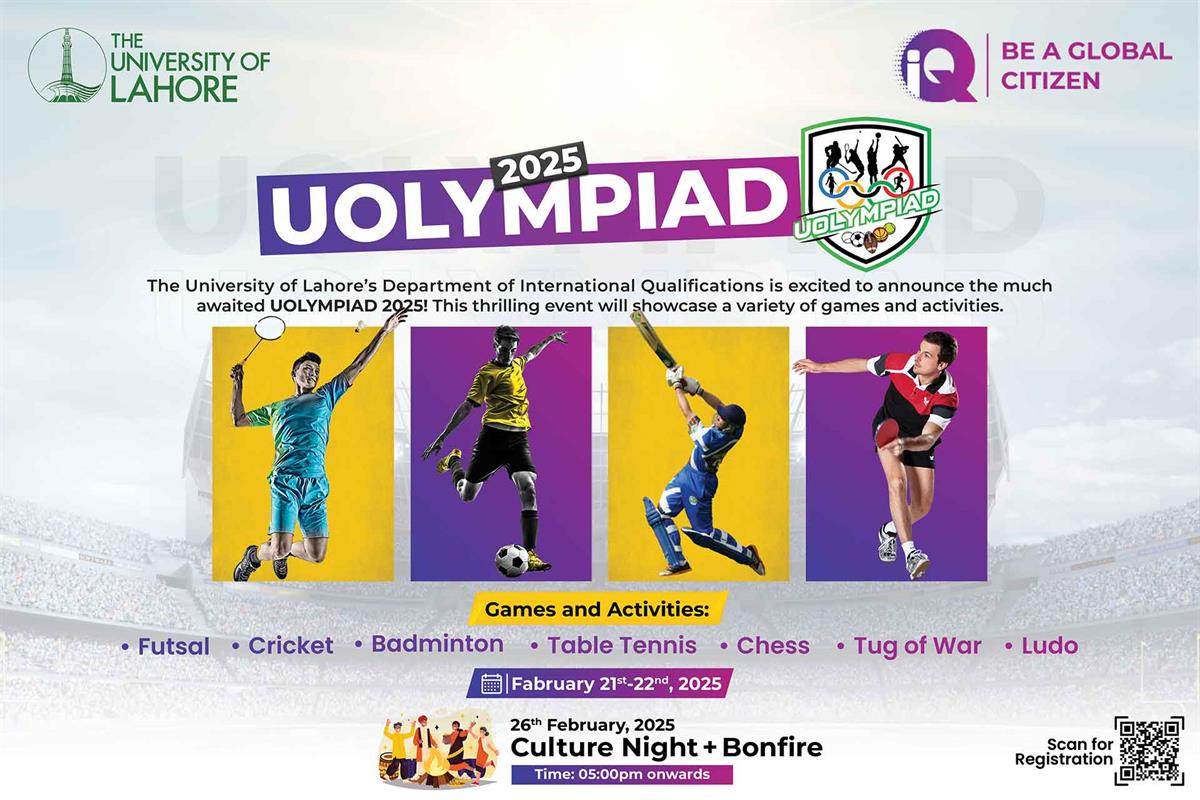 THE
UNIVERSITY OF
LAHORE
iQ
BE A GLOBAL
CITIZEN
2025
UOLYMPIAD
UOLYMPIAD
The University of Lahore's Department of International Qualifications is excited to announce the much
awaited UOLYMPIAD 2025! This thrilling event will showcase a variety of games and activities.
Games and Activities:
• Futsal • Cricket • Badminton • Table Tennis • Chess • Tug of War • Ludo
Fabruary 21st-22nd, 2025
26th February, 2025
Culture Night + Bonfire
Time: 05:00pm onwards
Scan for
Registration